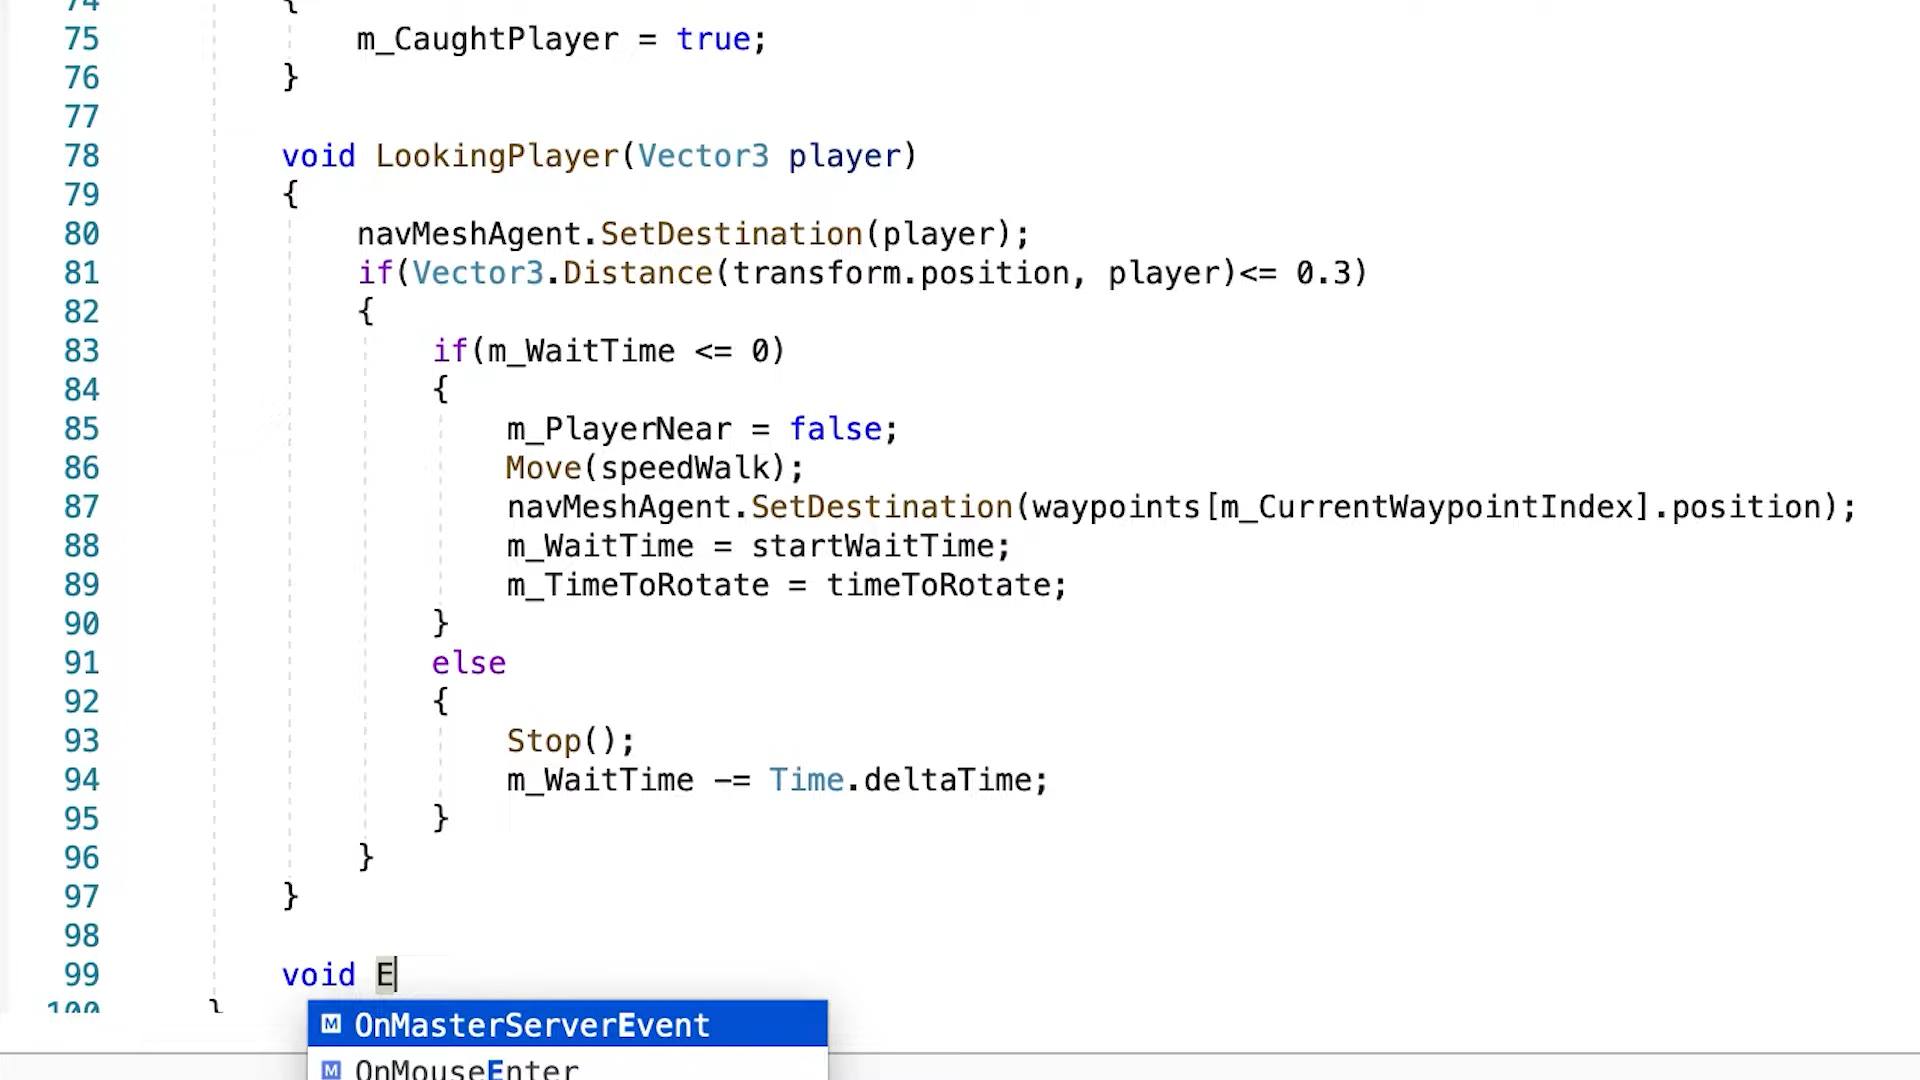 74 {
75 m_CaughtPlayer = true;
76 }
77
78 void LookingPlayer(Vector3 player)
79 {
80 navMeshAgent.SetDestination(player);
81 if(Vector3.Distance(transform.position, player)<= 0.3)
82 {
83 if(m_WaitTime <= 0)
84 {
85 m_PlayerNear = false;
86 Move(speedWalk);
87 navMeshAgent.SetDestination(waypoints[m_CurrentWaypointIndex].position);
88 m_WaitTime = startWaitTime;
89 m_TimeToRotate = timeToRotate;
90 }
91 else
92 {
93 Stop();
94 m_WaitTime -= Time.deltaTime;
95 }
96 }
97 }
98
99 void E
100 }
M OnMasterServerEvent
M OnMouseEnter